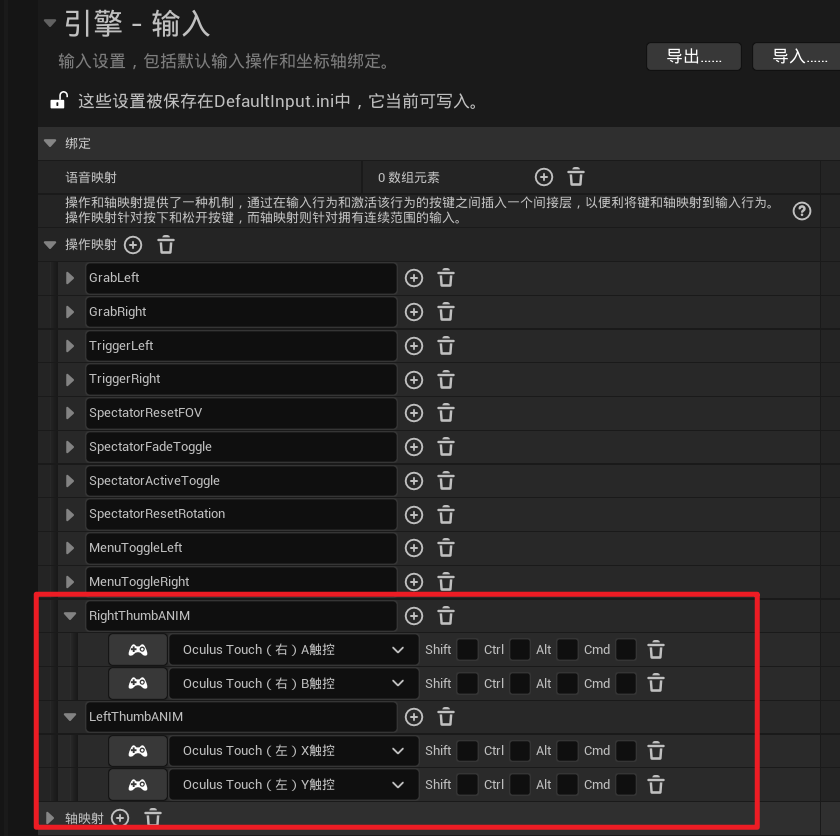 引擎 - 输入
输入设置，包括默认输入操作和坐标轴绑定。
导出…… 导入……
这些设置被保存在DefaultInput.ini中，它当前可写入。
绑定
语音映射 0 数组元素
操作和轴映射提供了一种机制，通过在输入行为和激活该行为的按键之间插入一个间接层，以便利将键和轴映射到输入行为。
操作映射针对按下和松开按键，而轴映射则针对拥有连续范围的输入。
操作映射
GrabLeft
GrabRight
TriggerLeft
TriggerRight
SpectatorResetFOV
SpectatorFadeToggle
SpectatorActiveToggle
SpectatorResetRotation
MenuToggleLeft
MenuToggleRight
RightThumbANIM
Oculus Touch（右）A触控 Shift Ctrl Alt Cmd
Oculus Touch（右）B触控 Shift Ctrl Alt Cmd
LeftThumbANIM
Oculus Touch（左）X触控 Shift Ctrl Alt Cmd
Oculus Touch（左）Y触控 Shift Ctrl Alt Cmd
轴映射